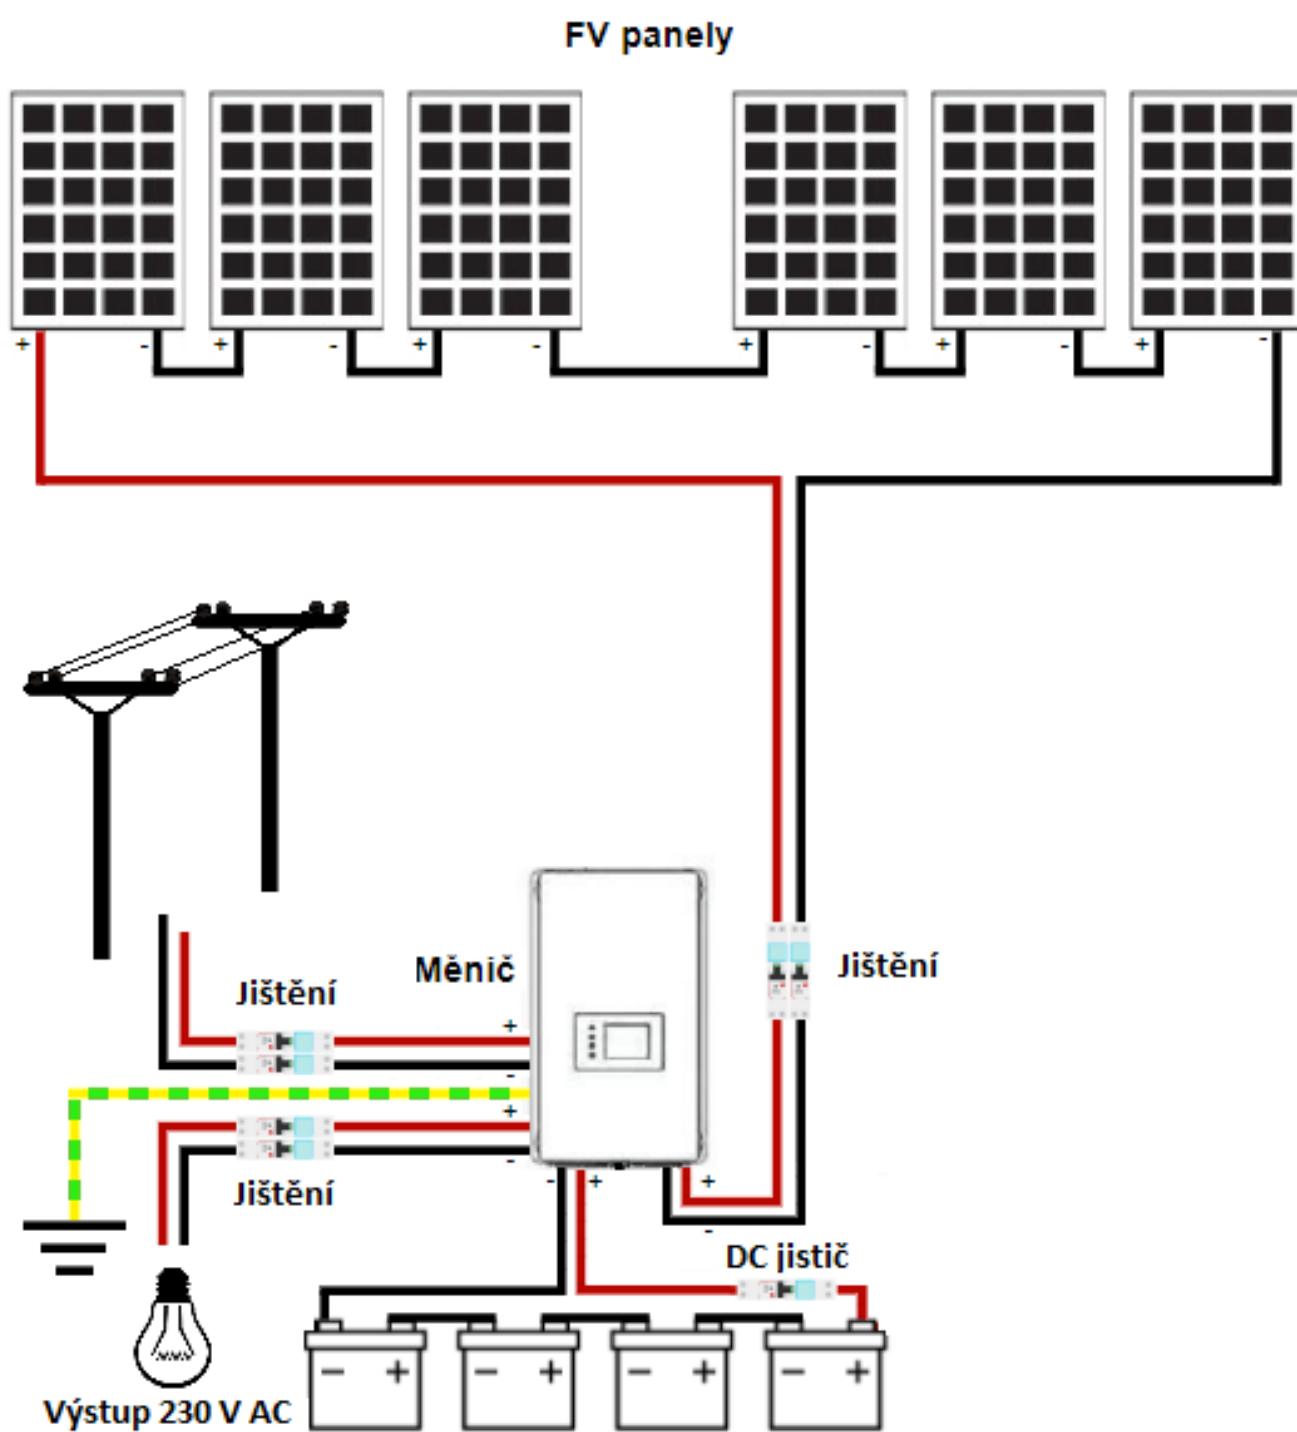 FV panely
+ - + - + - + - + - + -
Měnič
Jištění
Jištění
+
-
+
-
Jištění
- + + -
DC jistič
- + - + - + - +
Výstup 230 V AC